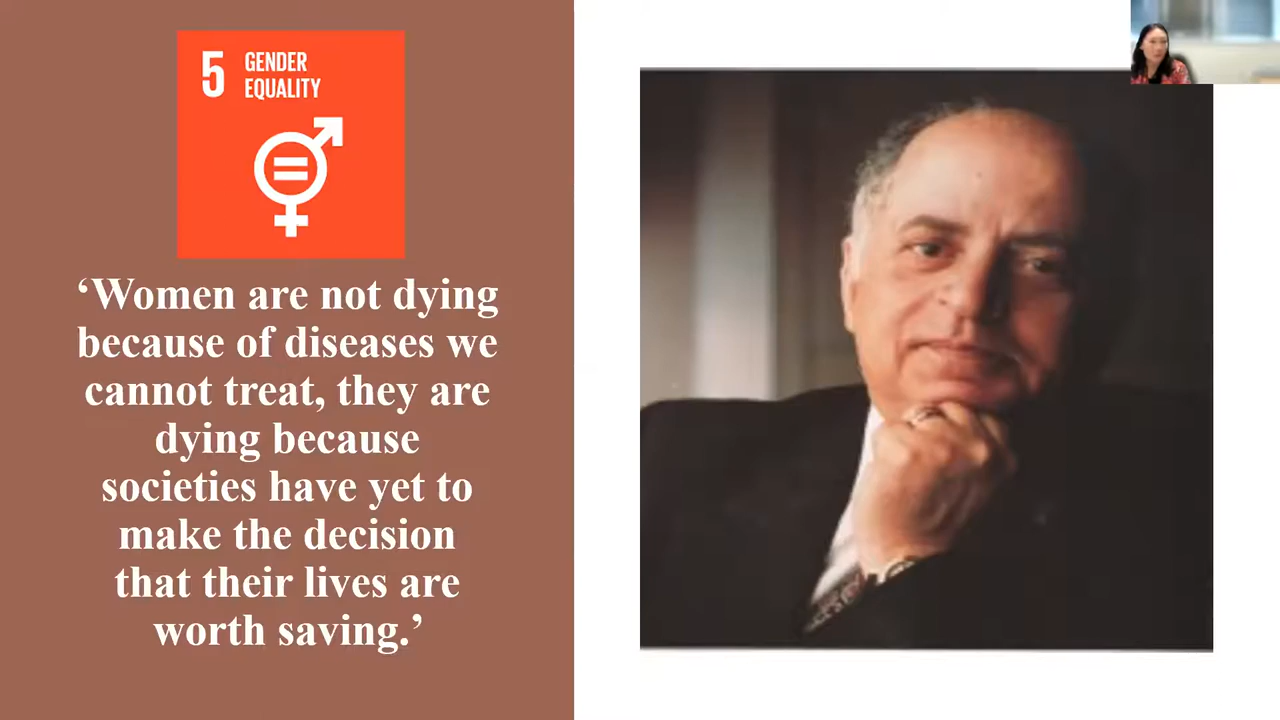 5 GENDER
EQUALITY
‘Women are not dying
because of diseases we
cannot treat, they are
dying because
societies have yet to
make the decision
that their lives are
worth saving.’